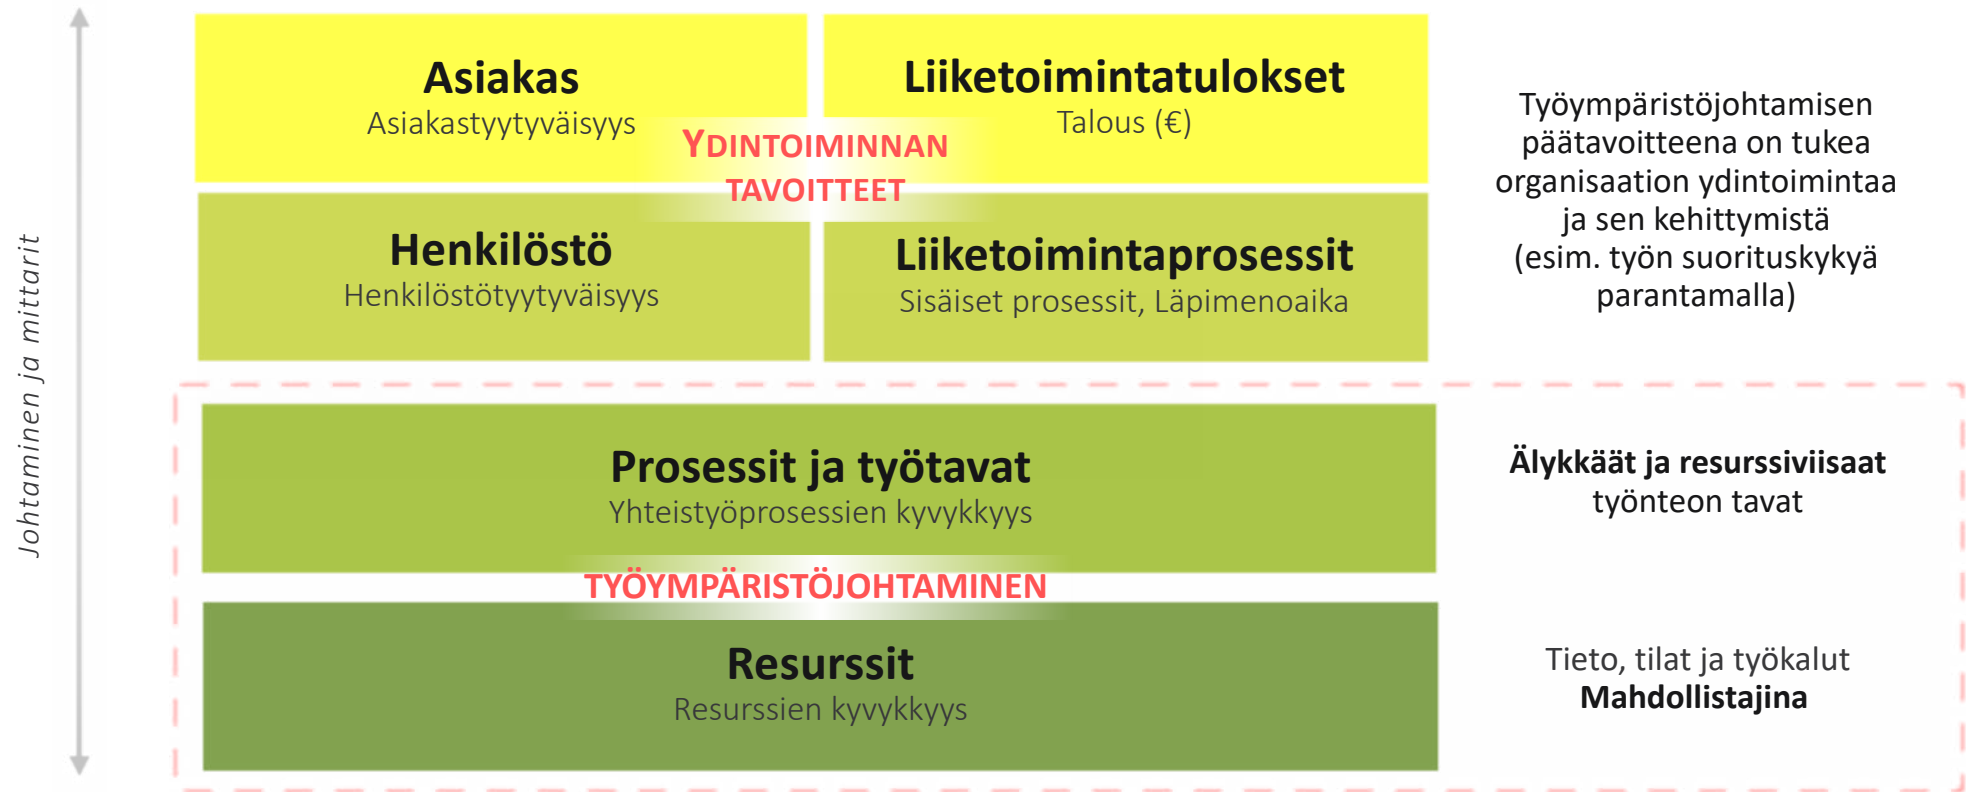 Johtaminen ja mittarit
Asiakas
Asiakastyytyväisyys
Liiketoimintatulokset
Talous (€)
YDINTOIMINNAN
TAVOITTEET
Henkilöstö
Henkilöstötyytyväisyys
Liiketoimintaprosessit
Sisäiset prosessit, Läpimenoaika
Työympäristöjohtamisen
päätavoitteena on tukea
organisaation ydintoimintaa
ja sen kehittymistä
(esim. työn suorituskykyä
parantamalla)
Prosessit ja työtavat
Yhteistyöprosessien kyvykkyys
Älykkäät ja resurssiviisaat
työnteon tavat
TYÖYMPÄRISTÖJOHTAMINEN
Resurssit
Resurssien kyvykkyys
Tieto, tilat ja työkalut
Mahdollistajina